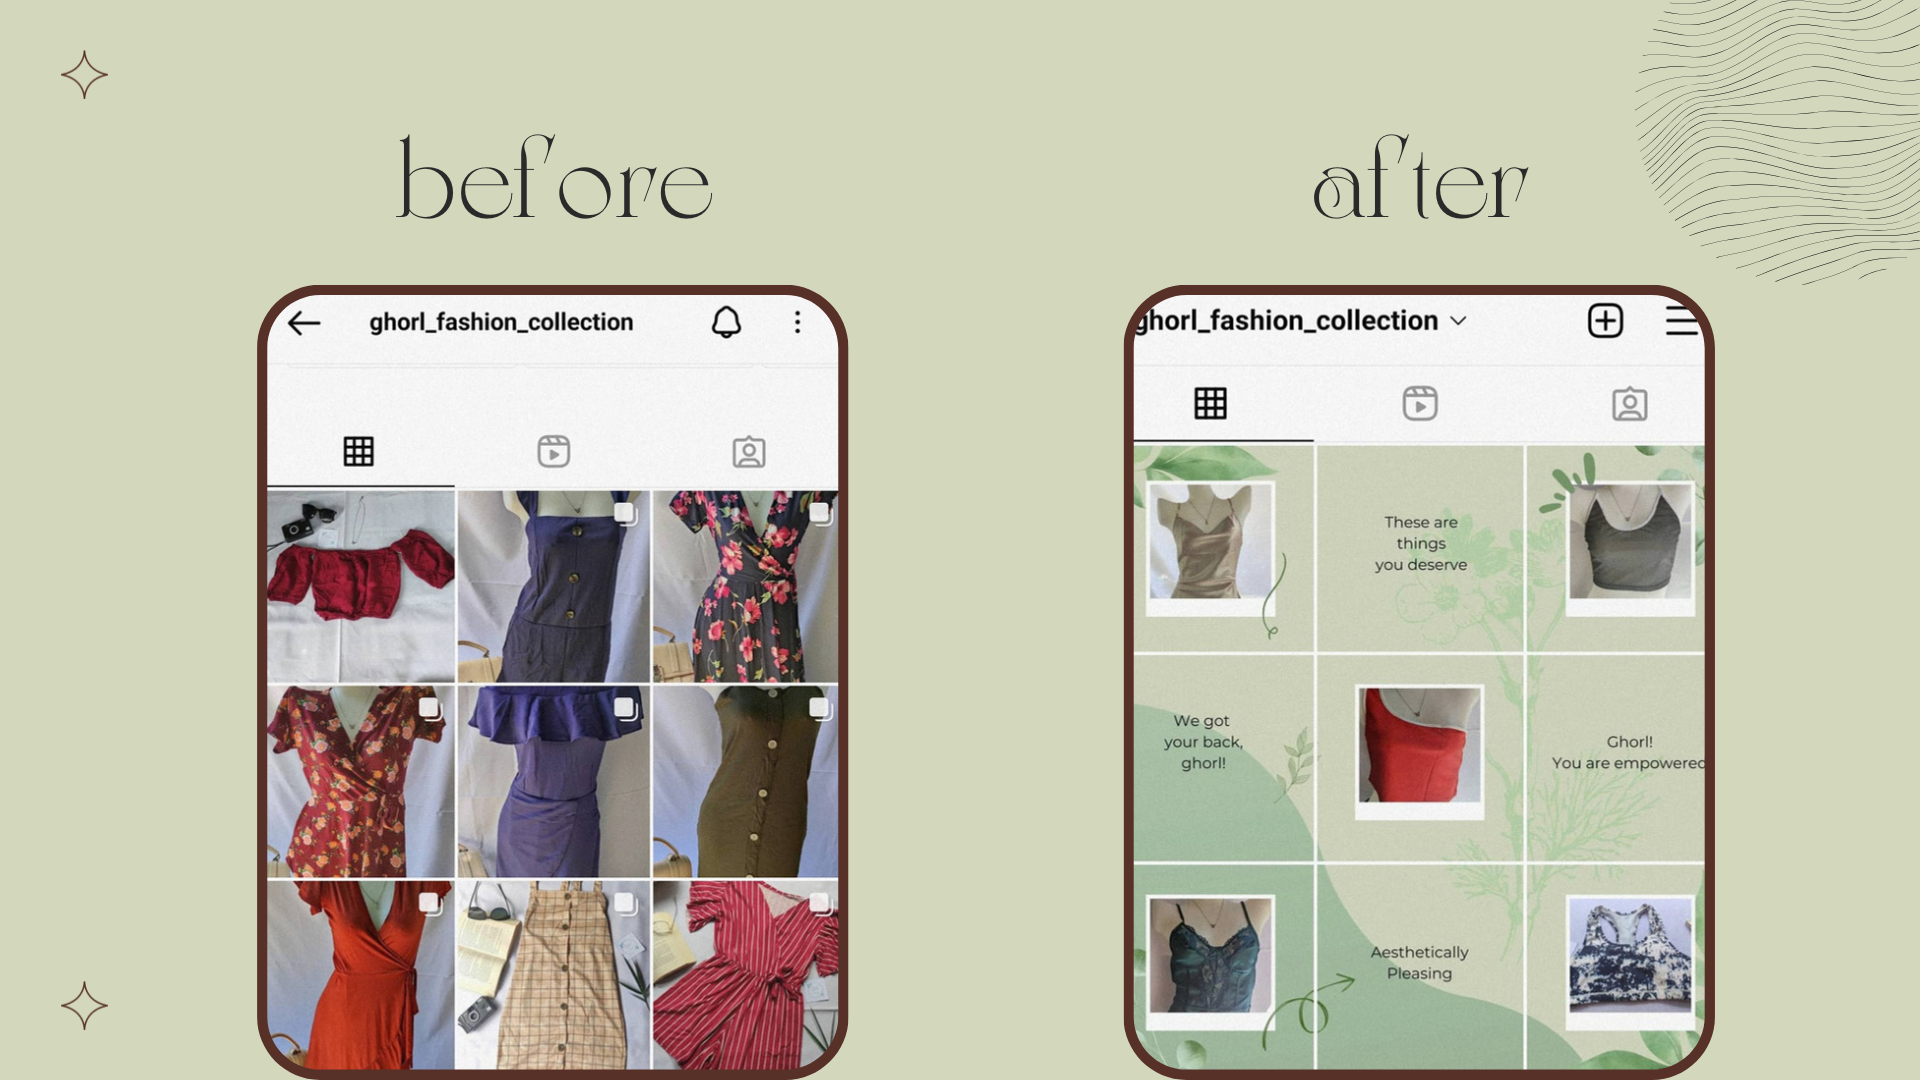 before
after
ghorl_fashion_collection
ghorl_fashion_collection
These are
things
you deserve
We got
your back,
ghorl!
Ghorl!
You are empowered
Aesthetically
Pleasing